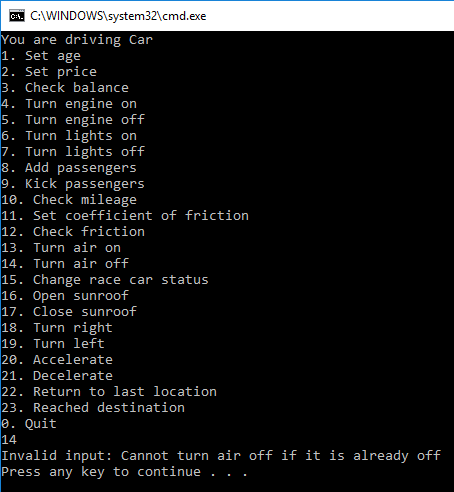 C:\WINDOWS\system32\cmd.exe
You are driving Car
1. Set age
2. Set price
3. Check balance
4. Turn engine on
5. Turn engine off
6. Turn lights on
7. Turn lights off
8. Add passengers
9. Kick passengers
10. Check mileage
11. Set coefficient of friction
12. Check friction
13. Turn air on
14. Turn air off
15. Change race car status
16. Open sunroof
17. Close sunroof
18. Turn right
19. Turn left
20. Accelerate
21. Decelerate
22. Return to last location
23. Reached destination
0. Quit
14
Invalid input: Cannot turn air off if it is already off
Press any key to continue . . .